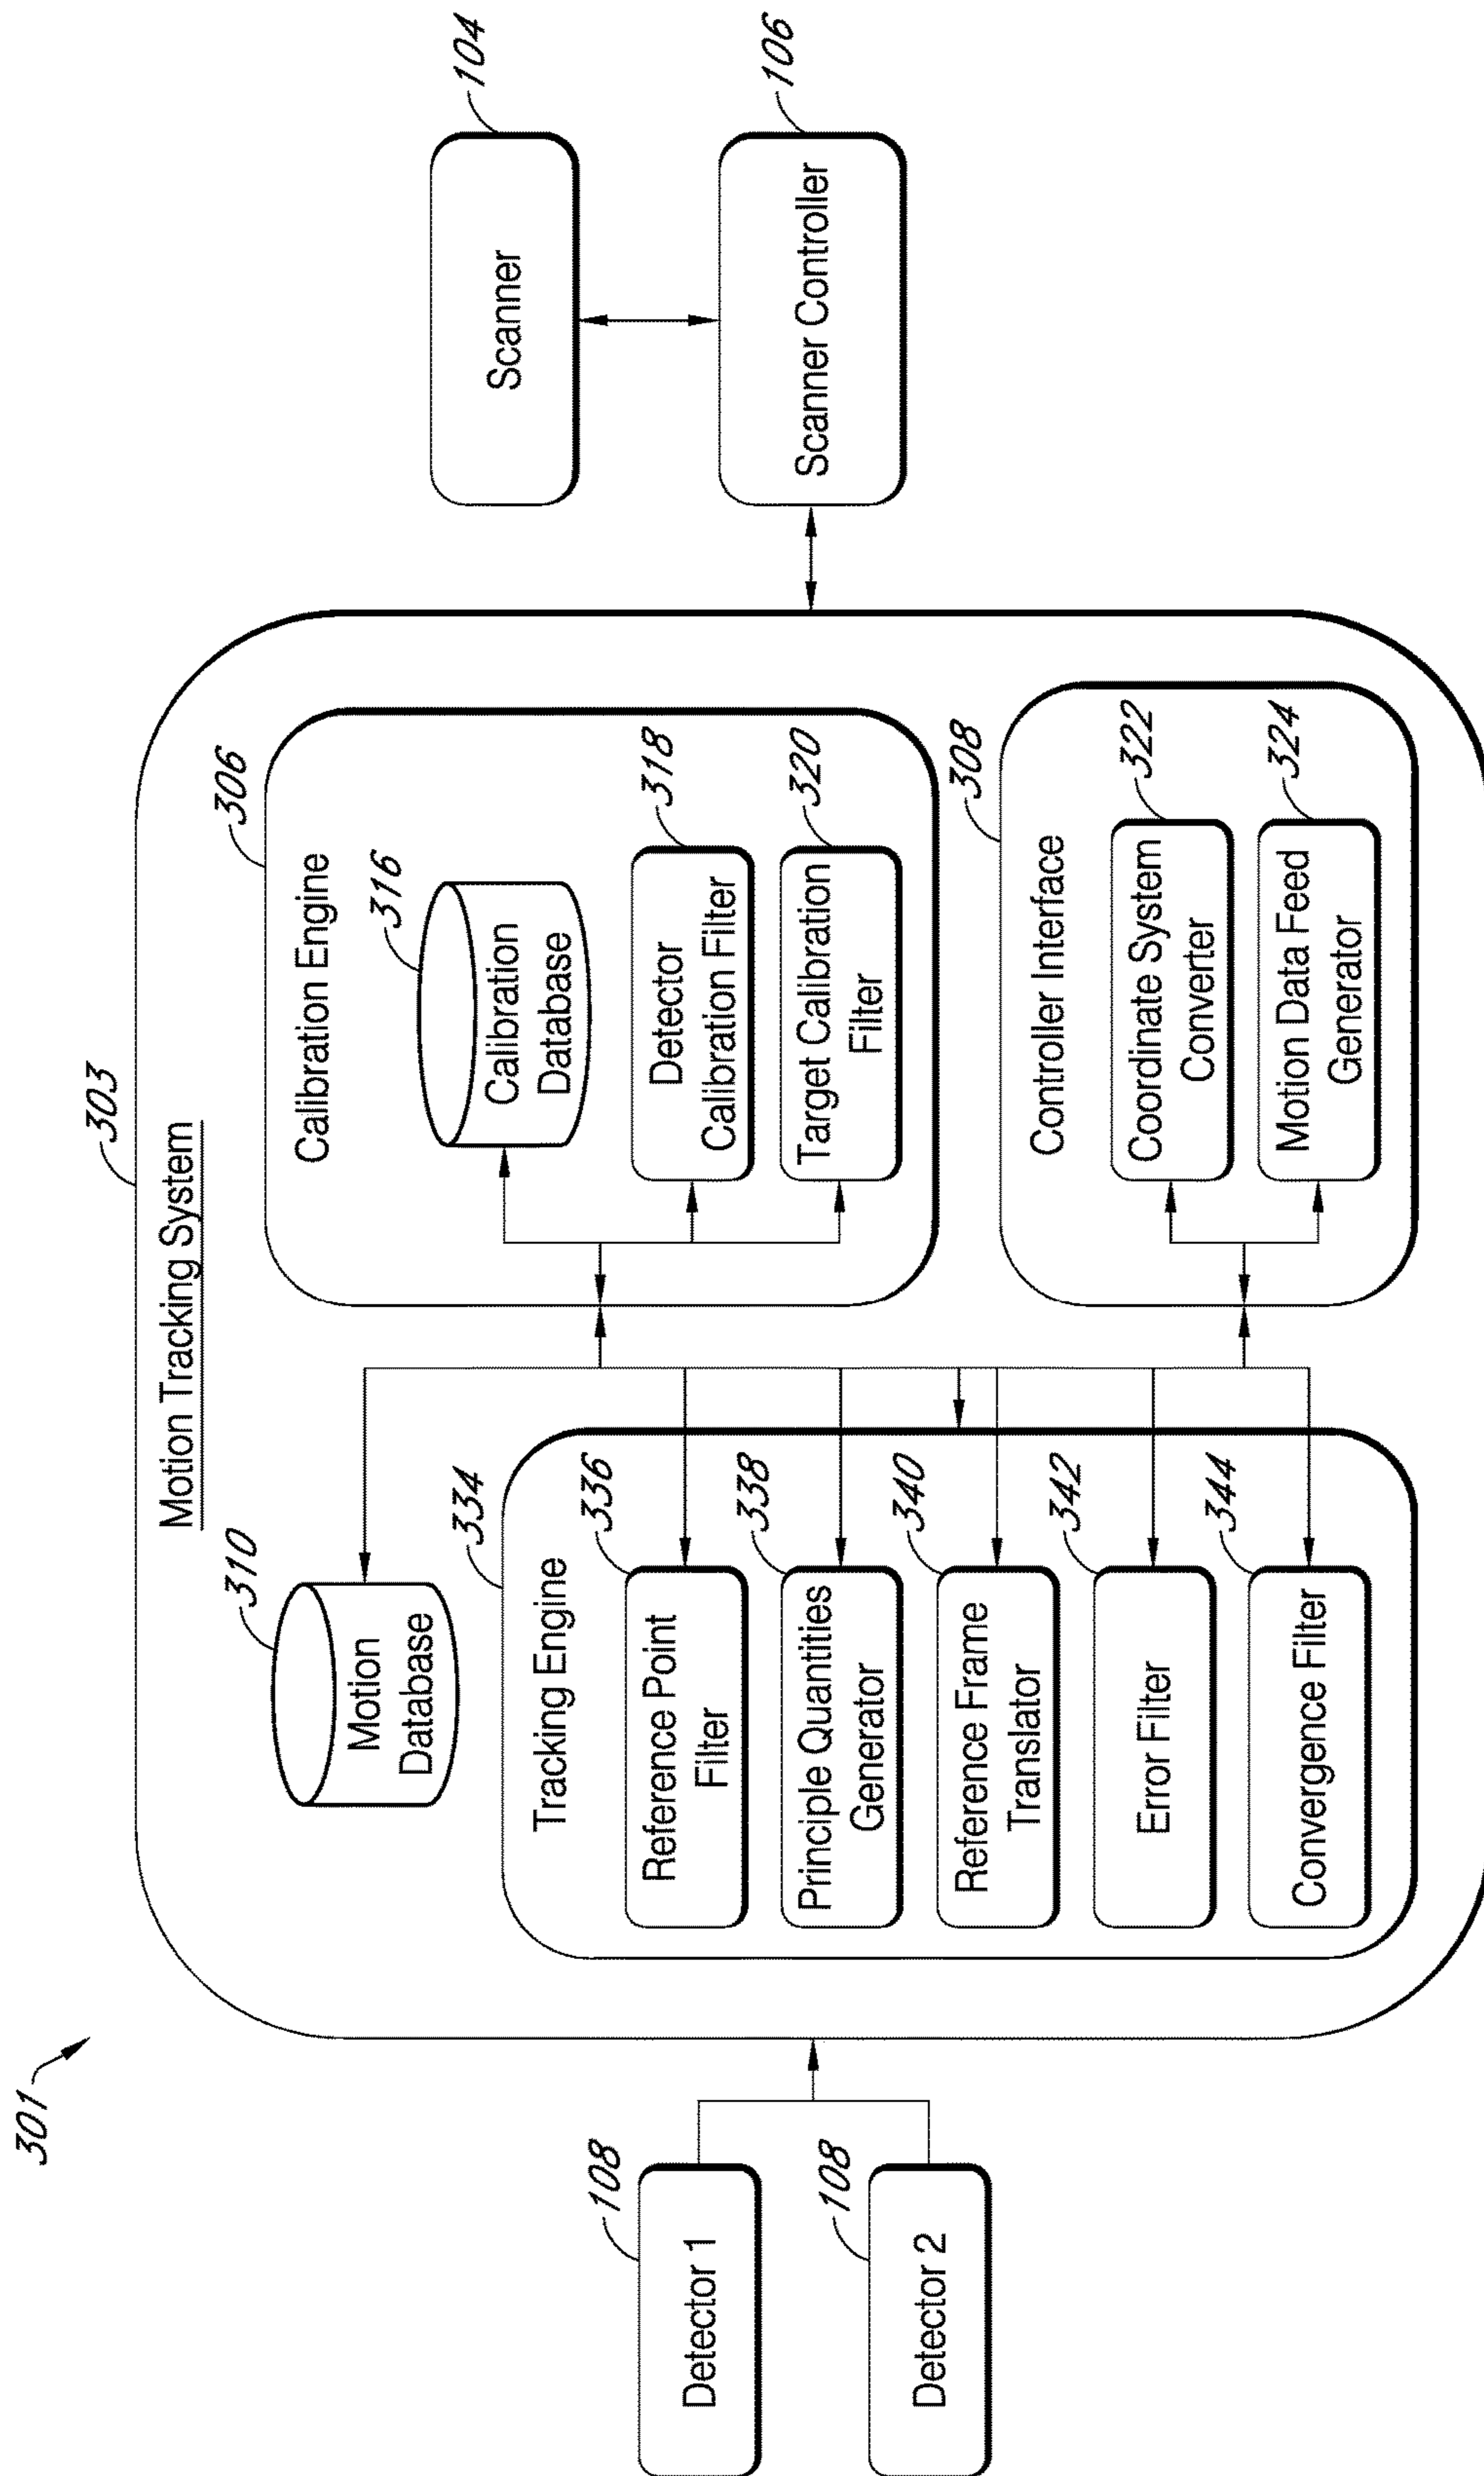 301
303
Motion Tracking System
Detector 1
108
Detector 2
108
310
Motion
Database
334
Tracking Engine
336
Reference Point
Filter
338
Principle Quantities
Generator
340
Reference Frame
Translator
342
Error Filter
344
Convergence Filter
306
Calibration Engine
316
Calibration
Database
318
Detector
Calibration Filter
320
Target Calibration
Filter
308
Controller Interface
322
Coordinate System
Converter
324
Motion Data Feed
Generator
104
Scanner
106
Scanner Controller